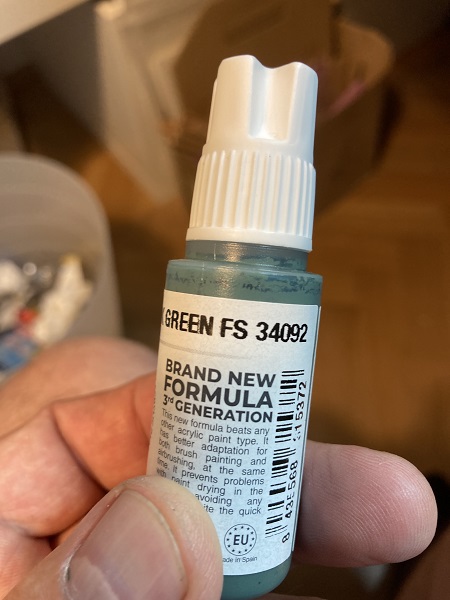 GREEN FS 34092
BRAND NEW
FORMULA
3rd GENERATION
This new formula beats any
other acrylic paint type. It
has better adaptation for
both brush painting and
airbrushing, at the same
time, it prevents problems
with paint drying in the
avoiding any
the quick
EU
Made in Spain
8 435568 315372